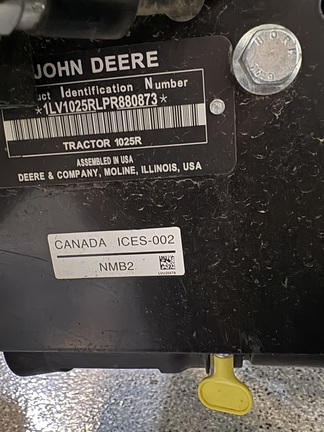 JOHN DEERE
uct Identification Number
*1LV1025RLPR880873*
TRACTOR 1025R
ASSEMBLED IN USA
DEERE & COMPANY, MOLINE, ILLINOIS, USA
CANADA ICES-002
NMB2